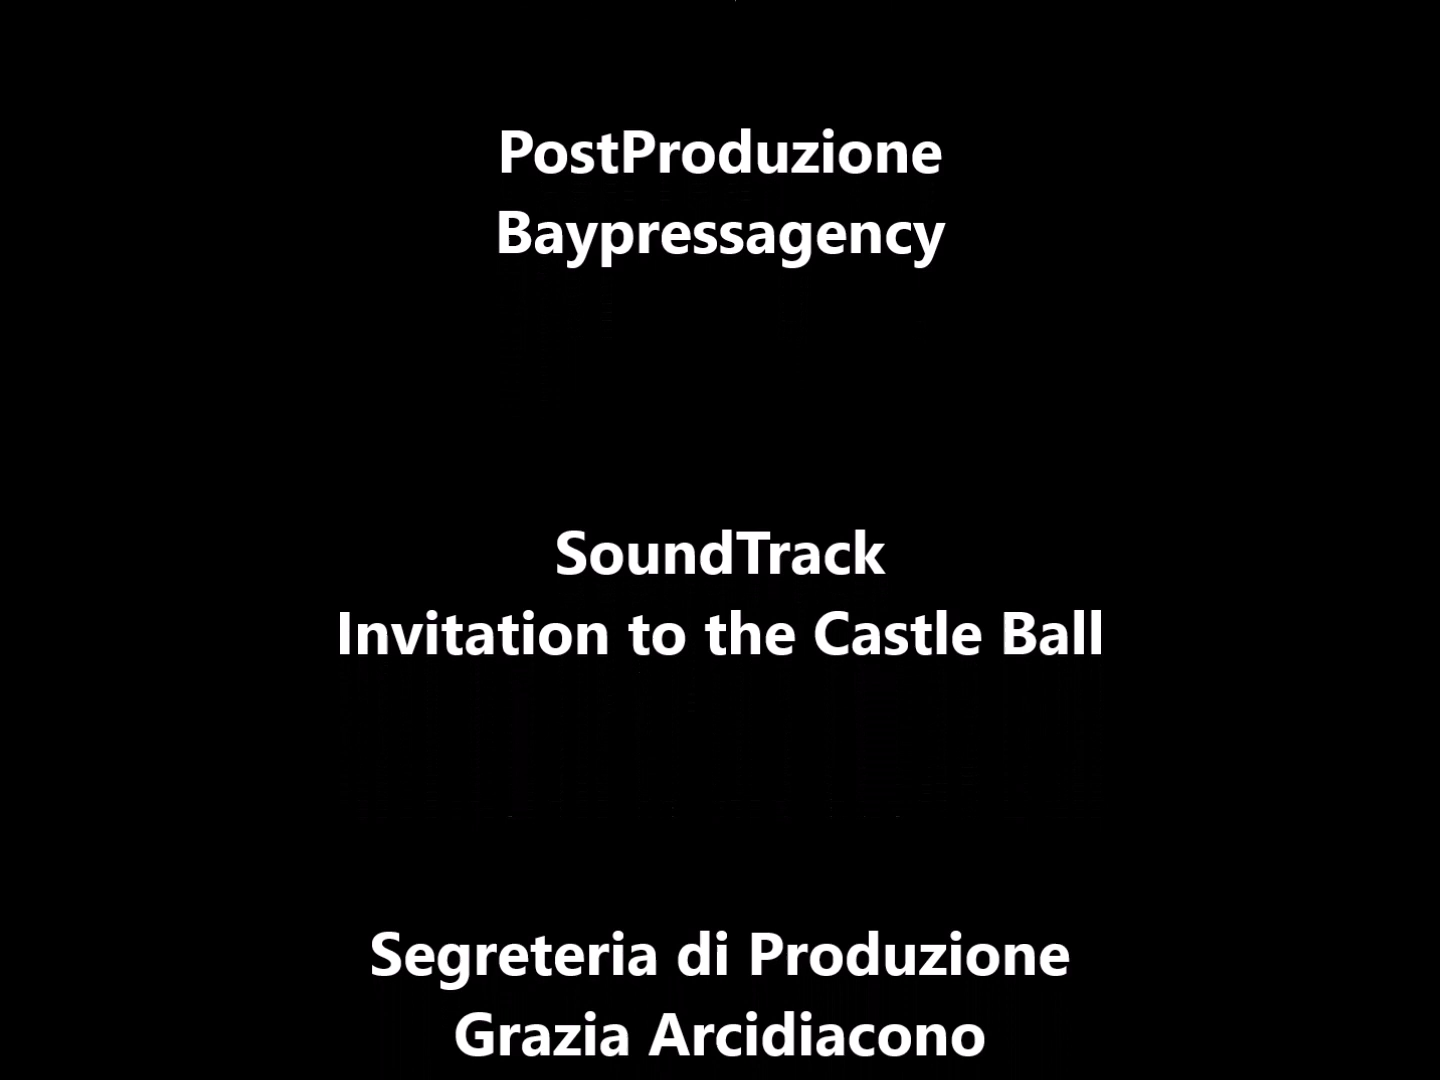 PostProduzione
Baypressagency
SoundTrack
Invitation to the Castle Ball
Segreteria di Produzione
Grazia Arcidiacono